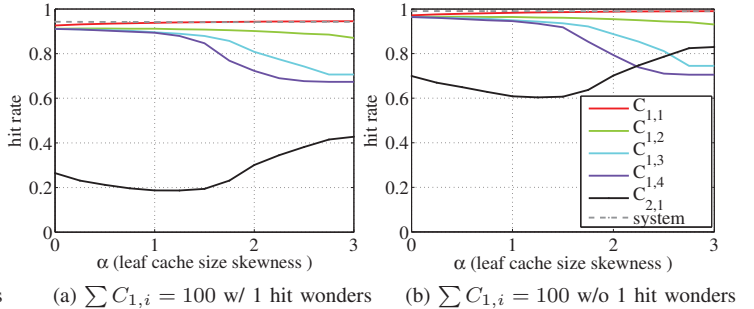 1
0.8
0.6
0.4
0.2
0
hit rate
0 1 2 3
α (leaf cache size skewness )
(a) ∑ C1,i = 100 w/ 1 hit wonders
1
0.8
0.6
0.4
0.2
0
hit rate
0 1 2 3
α (leaf cache size skewness )
C1,1
C1,2
C1,3
C1,4
C2,1
system
(b) ∑ C1,i = 100 w/o 1 hit wonders